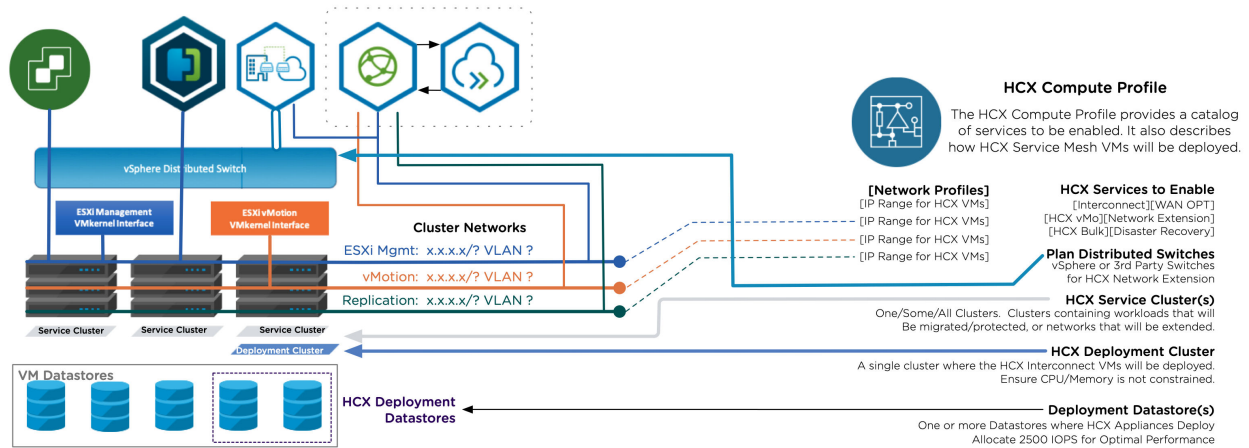 HCX Compute Profile
The HCX Compute Profile provides a catalog
of services to be enabled. It also describes
how HCX Service Mesh VMs will be deployed.
vSphere Distributed Switch
ESXi Management
VMkernel Interface
ESXi vMotion
VMkernel Interface
Cluster Networks
ESXi Mgmt: x.x.x.x/? VLAN ?
vMotion: x.x.x.x/? VLAN ?
Replication: x.x.x.x/? VLAN ?
[Network Profiles]
[IP Range for HCX VMs]
[IP Range for HCX VMs]
[IP Range for HCX VMs]
[IP Range for HCX VMs]
HCX Services to Enable
[Interconnect][WAN OPT]
[HCX vMo][Network Extension]
[HCX Bulk][Disaster Recovery]
Plan Distributed Switches
vSphere or 3rd Party Switches
for HCX Network Extension
HCX Service Cluster(s)
One/Some/All Clusters. Clusters containing workloads that will
Be migrated/protected, or networks that will be extended.
Service Cluster
Service Cluster
Service Cluster
Deployment Cluster
HCX Deployment Cluster
A single cluster where the HCX Interconnect VMs will be deployed.
Ensure CPU/Memory is not constrained.
VM Datastores
HCX Deployment
Datastores
Deployment Datastore(s)
One or more Datastores where HCX Appliances Deploy
Allocate 2500 IOPS for Optimal Performance